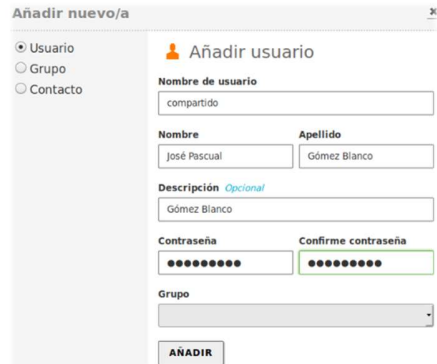 Añadir nuevo/a
Usuario
Grupo
Contacto
Añadir usuario
Nombre de usuario
compartido
Nombre Apellido
José Pascual Gómez Blanco
Descripción Opcional
Gómez Blanco
Contraseña Confirme contraseña
Grupo
AÑADIR